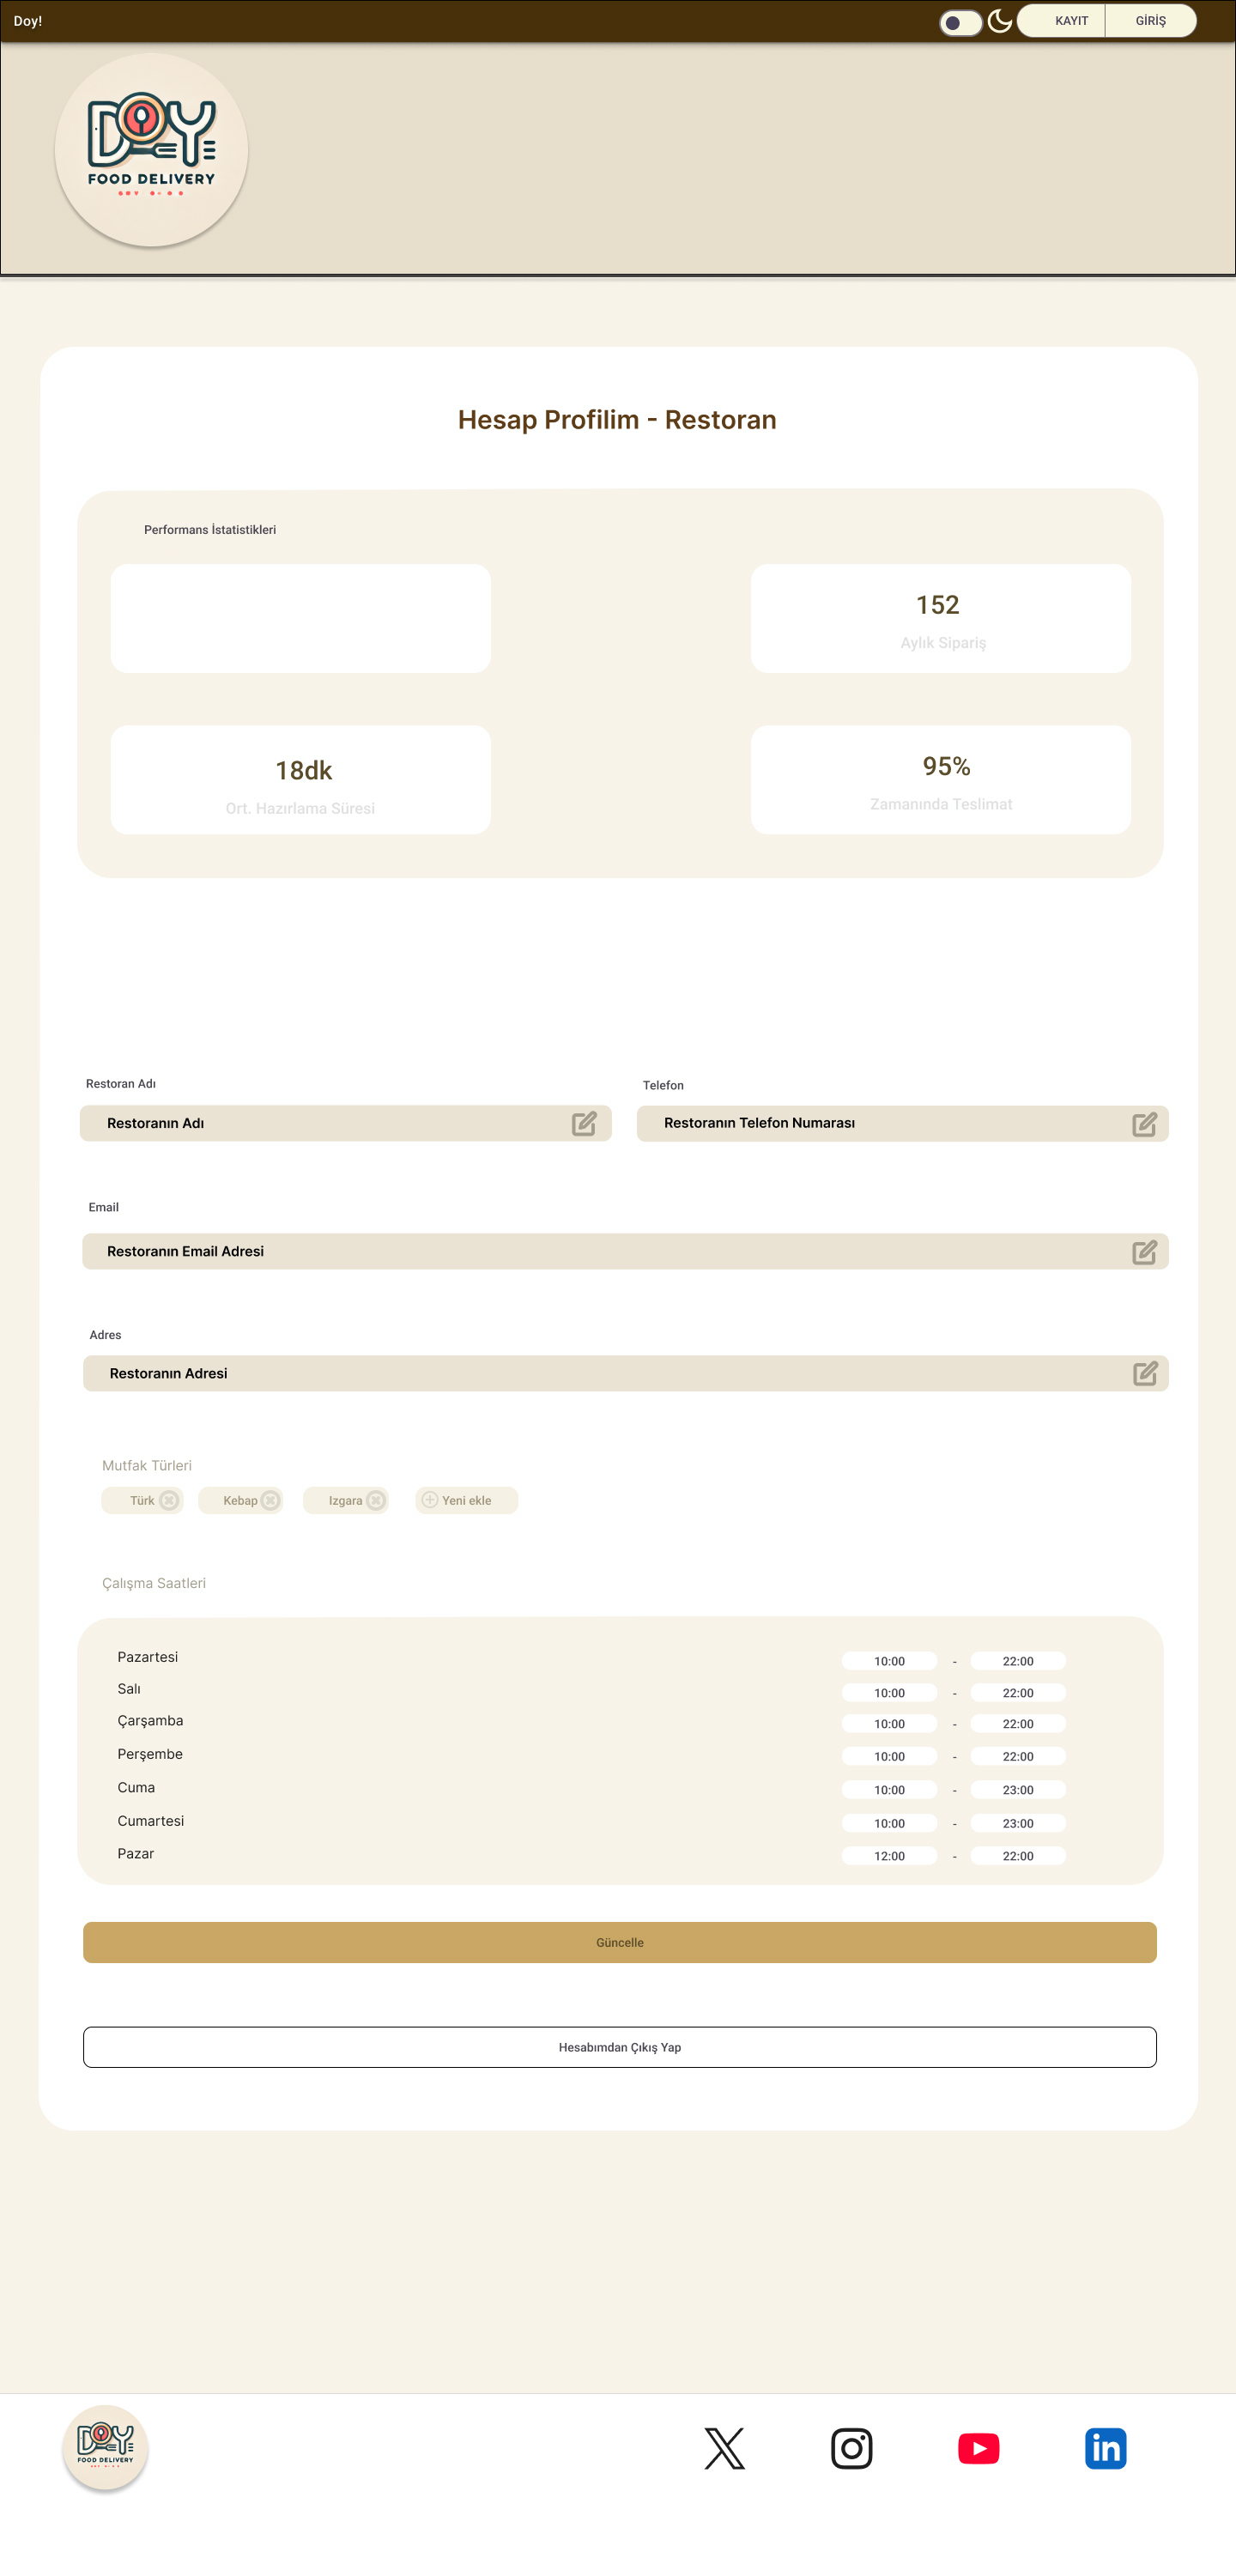 Doy!
KAYIT
GİRİŞ
DOY
FOOD DELIVERY
Hesap Profilim - Restoran
Performans İstatistikleri
152
Aylık Sipariş
18dk
Ort. Hazırlama Süresi
95%
Zamanında Teslimat
Restoran Adı
Telefon
Restoranın Adı
Restoranın Telefon Numarası
Email
Restoranın Email Adresi
Adres
Restoranın Adresi
Mutfak Türleri
Türk
Kebap
Izgara
Yeni ekle
Çalışma Saatleri
Pazartesi 10:00 - 22:00
Salı 10:00 - 22:00
Çarşamba 10:00 - 22:00
Perşembe 10:00 - 22:00
Cuma 10:00 - 23:00
Cumartesi 10:00 - 23:00
Pazar 12:00 - 22:00
Güncelle
Hesabımdan Çıkış Yap
DOY
FOOD DELIVERY
in